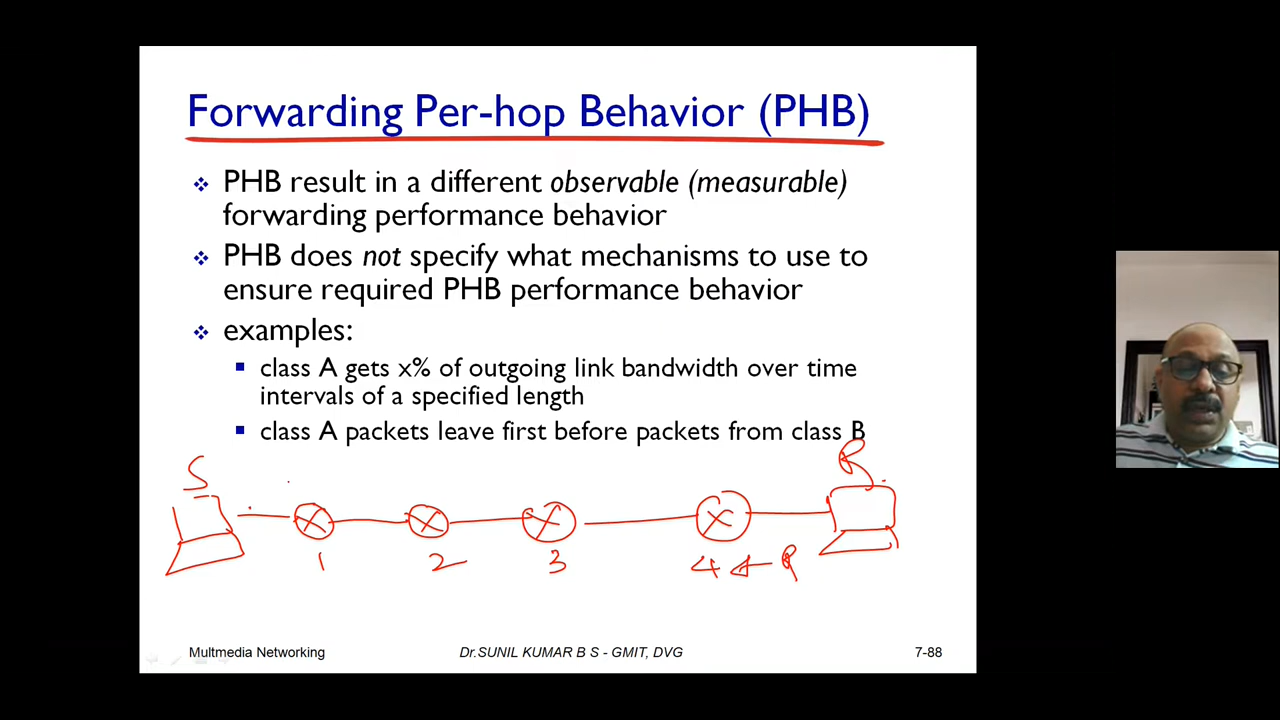 Forwarding Per-hop Behavior (PHB)
PHB result in a different observable (measurable)
forwarding performance behavior
PHB does not specify what mechanisms to use to
ensure required PHB performance behavior
examples:
class A gets x% of outgoing link bandwidth over time
intervals of a specified length
class A packets leave first before packets from class B
S R
1 2 3 4 ← R
Multmedia Networking Dr.SUNIL KUMAR B S - GMIT, DVG 7-88